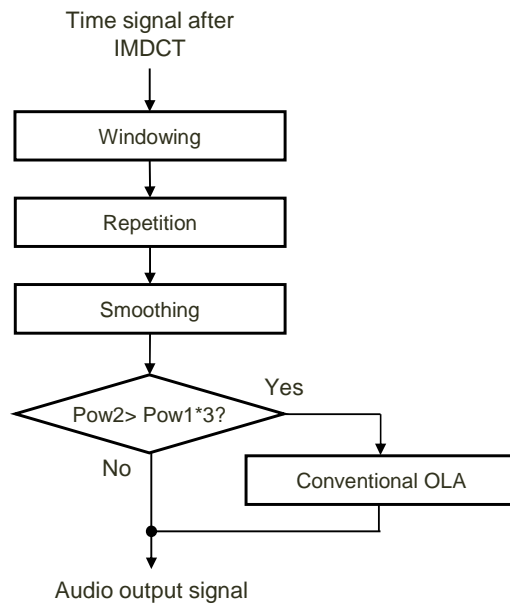 Time signal after
IMDCT
Windowing
Repetition
Smoothing
Pow2> Pow1*3?
Yes
No
Conventional OLA
Audio output signal